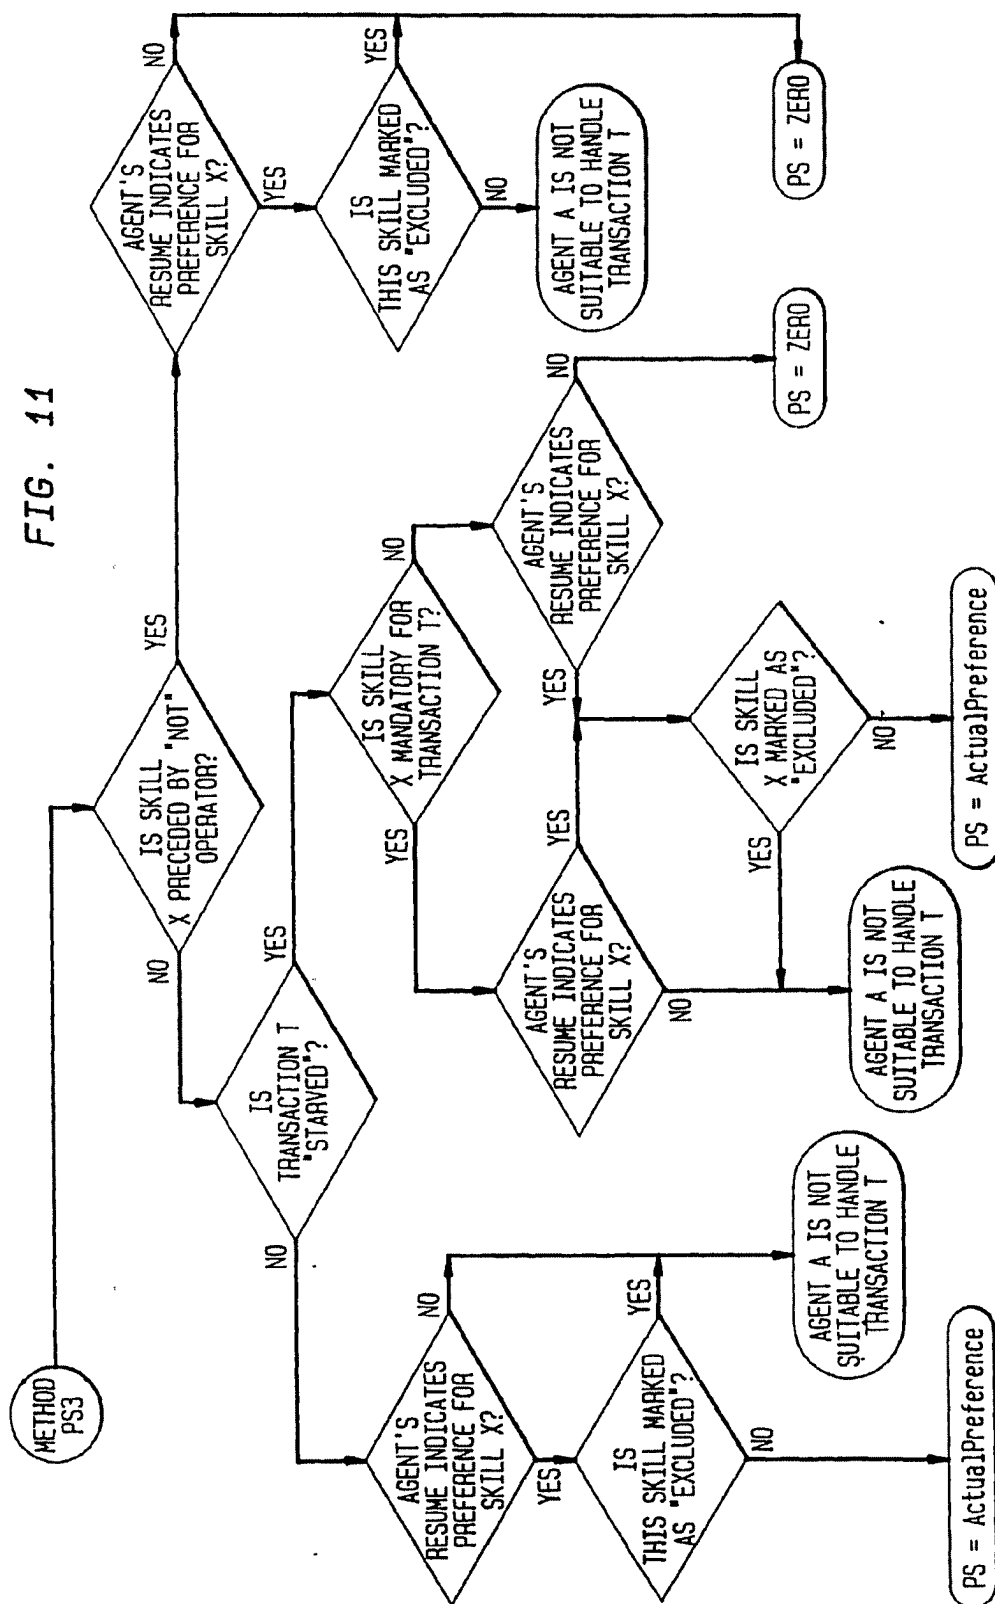 FIG. 11
METHOD
PS3
IS SKILL
X PRECEDED BY "NOT"
OPERATOR?
NO
YES
IS
TRANSACTION T
"STARVED"?
NO
YES
AGENT'S
RESUME INDICATES
PREFERENCE FOR
SKILL X?
NO
YES
IS
THIS SKILL MARKED
AS "EXCLUDED"?
YES
NO
AGENT A IS NOT
SUITABLE TO HANDLE
TRANSACTION T
PS = ActualPreference
IS SKILL
X MANDATORY FOR
TRANSACTION T?
YES
NO
AGENT'S
RESUME INDICATES
PREFERENCE FOR
SKILL X?
YES
NO
AGENT'S
RESUME INDICATES
PREFERENCE FOR
SKILL X?
YES
NO
IS SKILL
X MARKED AS
"EXCLUDED"?
YES
NO
AGENT A IS NOT
SUITABLE TO HANDLE
TRANSACTION T
PS = ActualPreference
PS = ZERO
AGENT'S
RESUME INDICATES
PREFERENCE FOR
SKILL X?
NO
YES
IS
THIS SKILL MARKED
AS "EXCLUDED"?
YES
NO
AGENT A IS NOT
SUITABLE TO HANDLE
TRANSACTION T
PS = ZERO